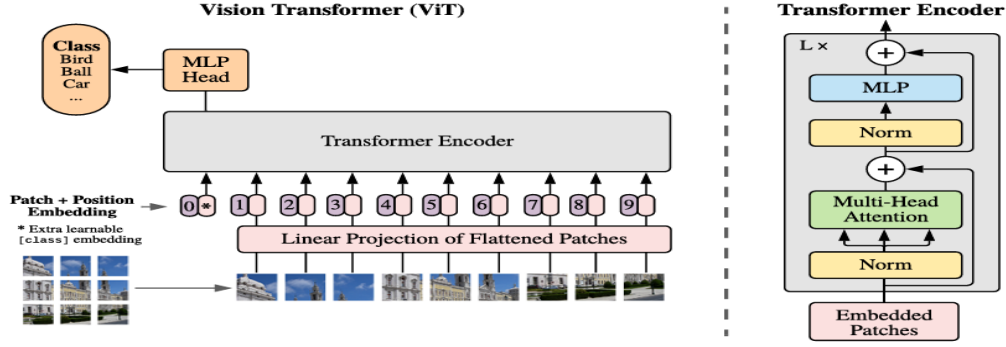 Vision Transformer (ViT)
Class
Bird
Ball
Car
...
MLP
Head
Transformer Encoder
Patch + Position
Embedding
* Extra learnable
[class] embedding
0 *
1
2
3
4
5
6
7
8
9
Linear Projection of Flattened Patches
Transformer Encoder
L ×
+
MLP
Norm
+
Multi-Head
Attention
Norm
Embedded
Patches